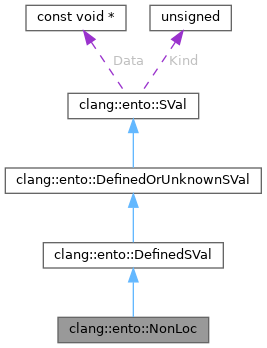 const void *
unsigned
Data
Kind
clang::ento::SVal
clang::ento::DefinedOrUnknownSVal
clang::ento::DefinedSVal
clang::ento::NonLoc